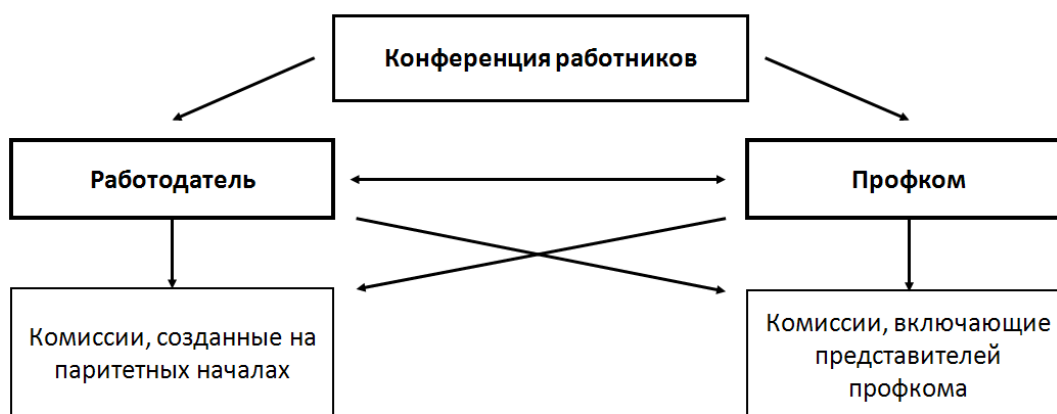 Конференция работников
Работодатель
Профком
Комиссии, созданные на
паритетных началах
Комиссии, включающие
представителей
профкома